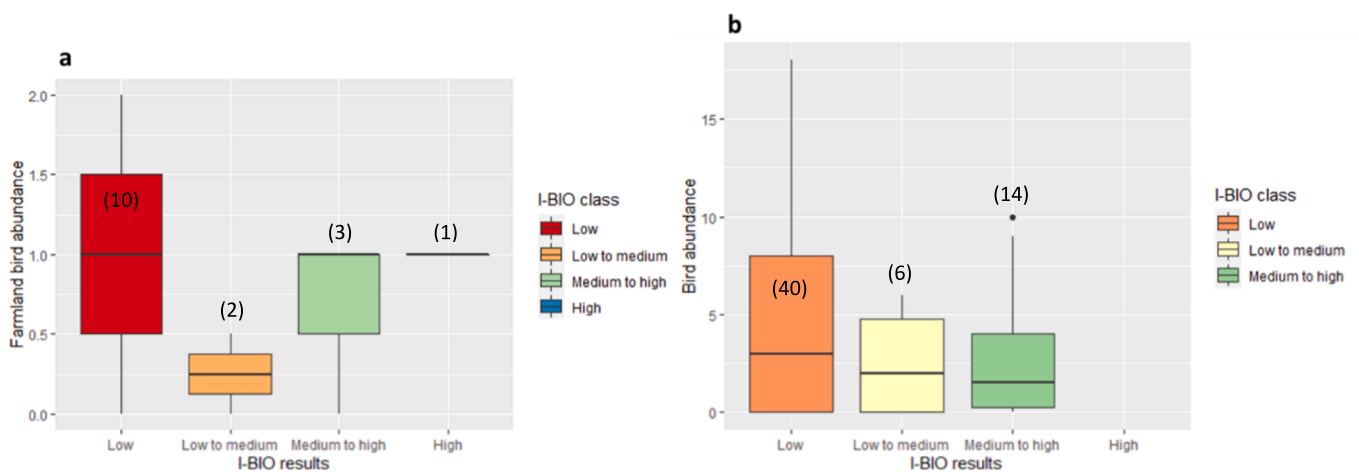 a
Farmland bird abundance
2.0
1.5
1.0
0.5
0.0
(10)
(2)
(3)
(1)
Low
Low to medium
Medium to high
High
I-BIO results
I-BIO class
Low
Low to medium
Medium to high
High
b
Bird abundance
15
10
5
0
(40)
(6)
(14)
Low
Low to medium
Medium to high
High
I-BIO results
I-BIO class
Low
Low to medium
Medium to high